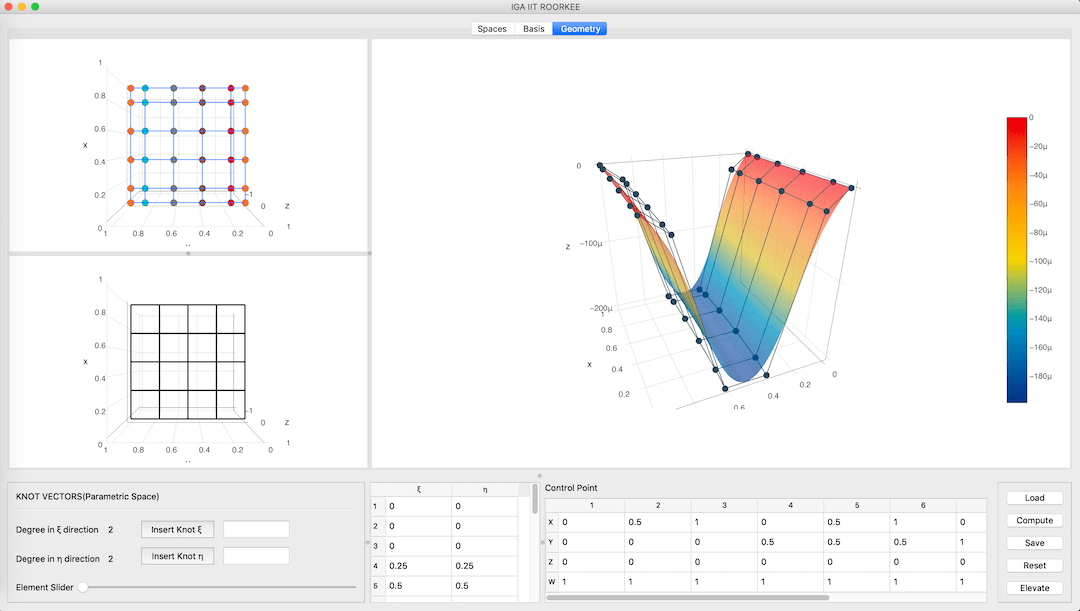 IGA IIT ROORKEE
Spaces Basis Geometry
1
0.8
0.6
X
0.4
0.2
0
1 0.8 0.6 0.4 0.2 0
−1
0 Z
1
1
0.8
0.6
X
0.4
0.2
0
1 0.8 0.6 0.4 0.2 0
−1
0 Z
1
0
z
−100μ
−200μ
1
0.8
0.6
X
0.4
0.2
0.6
0.4
0.2
0
0
−20μ
−40μ
−60μ
−80μ
−100μ
−120μ
−140μ
−160μ
−180μ
KNOT VECTORS(Parametric Space)
Degree in ξ direction 2 Insert Knot ξ
Degree in η direction 2 Insert Knot η
Element Slider
ξ η
1 0 0
2 0 0
3 0 0
4 0.25 0.25
5 0.5 0.5
Control Point
1 2 3 4 5 6
X 0 0.5 1 0 0.5 1 0
Y 0 0 0 0.5 0.5 0.5 1
Z 0 0 0 0 0 0 0
W 1 1 1 1 1 1 1
Load
Compute
Save
Reset
Elevate